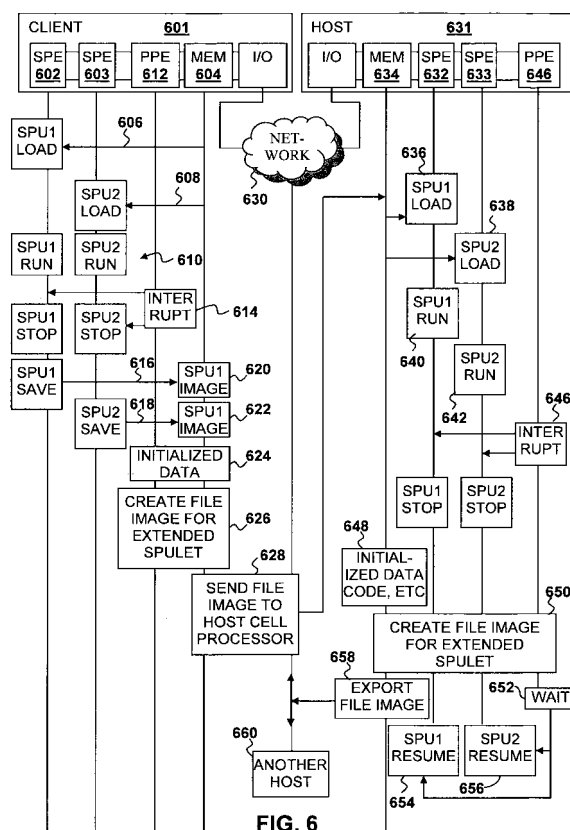 CLIENT 601
HOST 631
SPE 602
SPE 603
PPE 612
MEM 604
I/O
I/O
MEM 634
SPE 632
SPE 633
PPE 646
NET-
WORK
630
SPU1
LOAD
606
SPU2
LOAD
608
SPU1
RUN
SPU2
RUN
610
INTER
RUPT
614
SPU1
STOP
SPU2
STOP
SPU1
SAVE
616
SPU1
IMAGE
620
SPU2
SAVE
618
SPU1
IMAGE
622
INITIALIZED
DATA
624
CREATE FILE
IMAGE FOR
EXTENDED
SPULET
626
628
SEND FILE
IMAGE TO
HOST CELL
PROCESSOR
636
SPU1
LOAD
638
SPU2
LOAD
SPU1
RUN
640
SPU2
RUN
642
646
INTER
RUPT
SPU1
STOP
SPU2
STOP
648
INITIAL-
IZED DATA
CODE, ETC
650
CREATE FILE IMAGE
FOR EXTENDED
SPULET
658
EXPORT
FILE IMAGE
652
WAIT
660
ANOTHER
HOST
SPU1
RESUME
654
SPU2
RESUME
656
FIG. 6